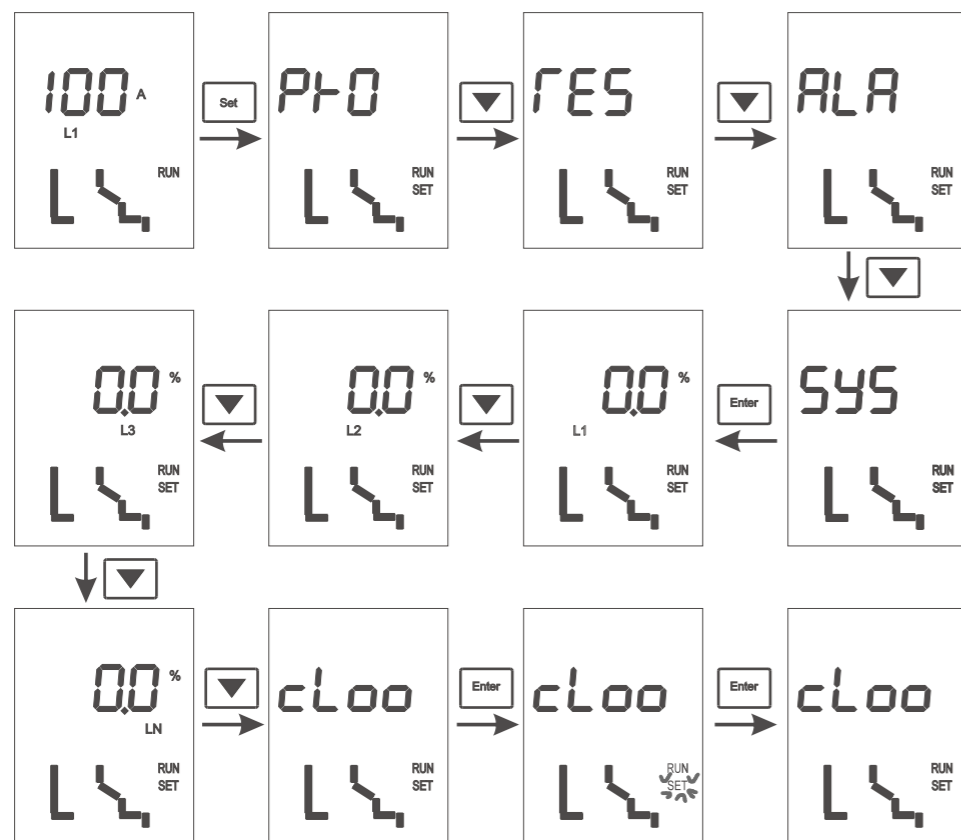 100 A
L1
RUN
Set
PrO
RUN
SET
rES
RUN
SET
ALA
RUN
SET
0.0 %
L3
RUN
SET
0.0 %
L2
RUN
SET
0.0 %
L1
RUN
SET
Enter
SYS
RUN
SET
0.0 %
LN
RUN
SET
cLoo
RUN
SET
Enter
cLoo
RUN
SET
Enter
cLoo
RUN
SET